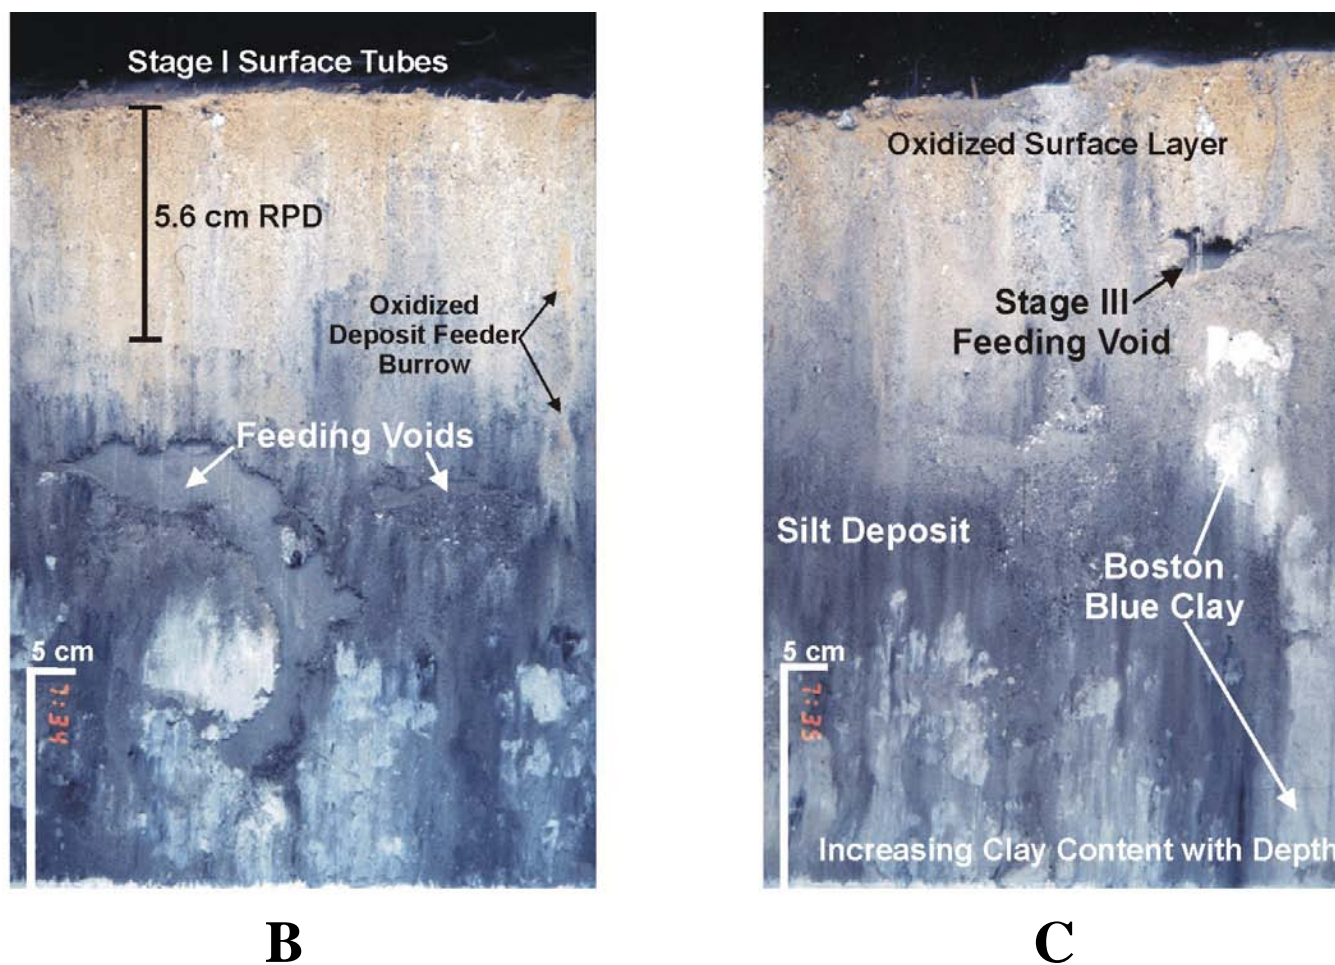 Stage I Surface Tubes
5.6 cm RPD
Oxidized
Deposit Feeder
Burrow
Feeding Voids
5 cm
7:34
B
Oxidized Surface Layer
Stage III
Feeding Void
Silt Deposit
Boston
Blue Clay
5 cm
7:35
Increasing Clay Content with Depth
C